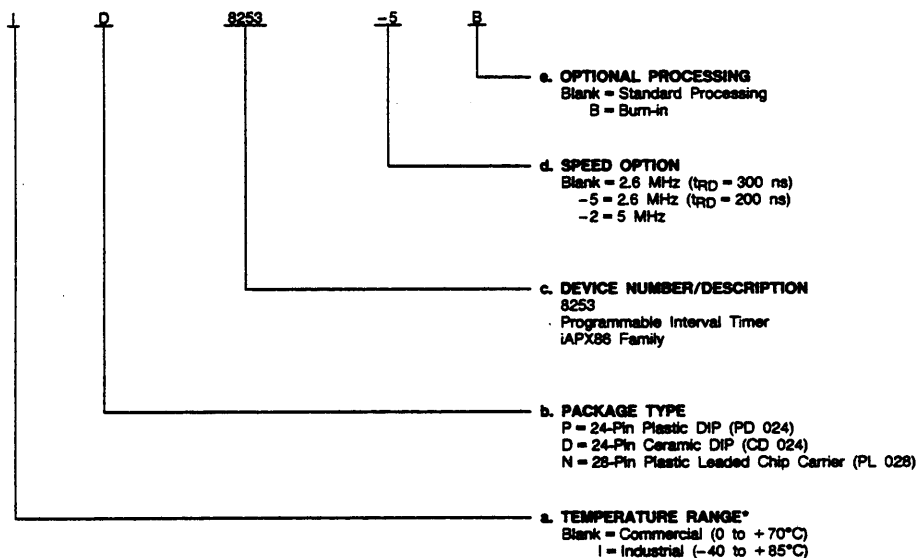 I D 8253 -5 B
e. OPTIONAL PROCESSING
Blank = Standard Processing
B = Burn-in
d. SPEED OPTION
Blank = 2.6 MHz (tRD = 300 ns)
-5 = 2.6 MHz (tRD = 200 ns)
-2 = 5 MHz
c. DEVICE NUMBER/DESCRIPTION
8253
Programmable Interval Timer
iAPX86 Family
b. PACKAGE TYPE
P = 24-Pin Plastic DIP (PD 024)
D = 24-Pin Ceramic DIP (CD 024)
N = 28-Pin Plastic Leaded Chip Carrier (PL 028)
a. TEMPERATURE RANGE*
Blank = Commercial (0 to +70°C)
I = Industrial (-40 to +85°C)